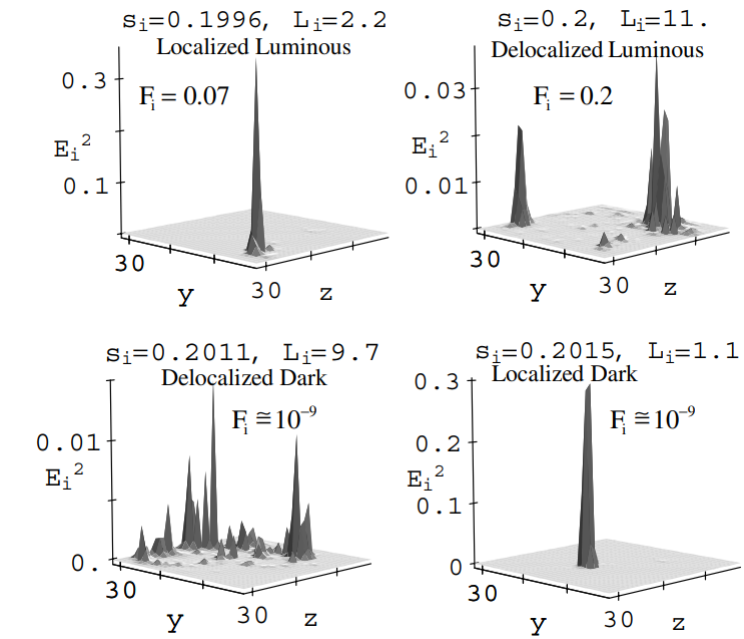 sᵢ=0.1996, Lᵢ=2.2
Localized Luminous
Fᵢ = 0.07
0.3
Eᵢ²
0.1
30
y
30
z
sᵢ=0.2, Lᵢ=11.
Delocalized Luminous
Fᵢ = 0.2
0.03
Eᵢ²
0.01
30
y
30
z
sᵢ=0.2011, Lᵢ=9.7
Delocalized Dark
Fᵢ ≅ 10⁻⁹
0.01
Eᵢ²
0.
30
y
30
z
sᵢ=0.2015, Lᵢ=1.1
Localized Dark
Fᵢ ≅ 10⁻⁹
0.3
0.2
Eᵢ²
0.1
0
30
y
30
z